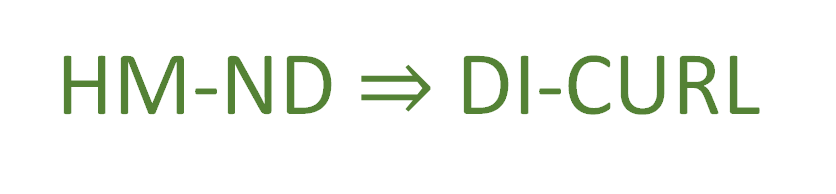 HM-ND ⇒ DI-CURL